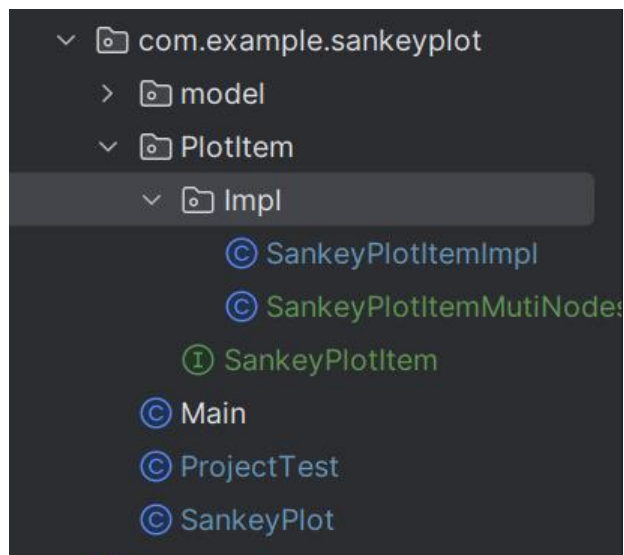 com.example.sankeyplot
model
PlotItem
Impl
C SankeyPlotItemImpl
C SankeyPlotItemMutiNodes
I SankeyPlotItem
C Main
C ProjectTest
C SankeyPlot